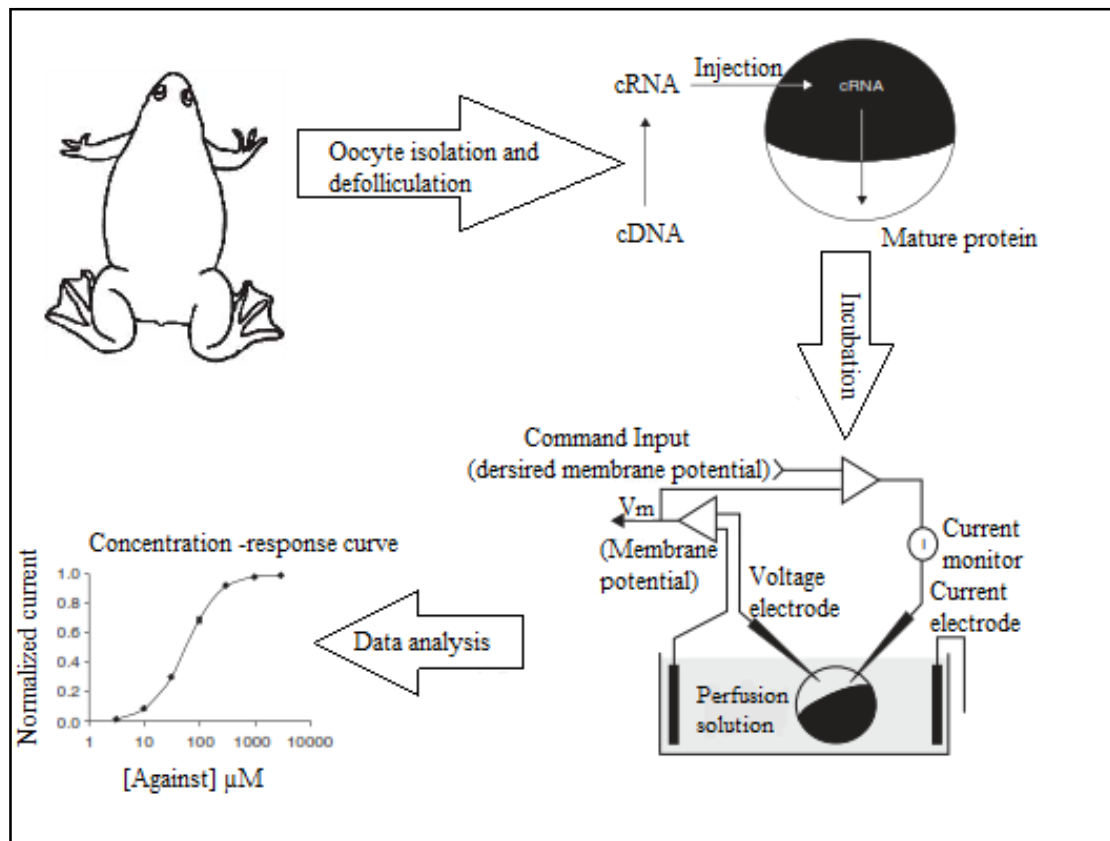 Oocyte isolation and
defolliculation
cRNA
Injection
cRNA
cDNA
Mature protein
Incubation
Command Input
(dersired membrane potential)
Vm
(Membrane
potential)
Voltage
electrode
I
Current
monitor
Current
electrode
Perfusion
solution
Data analysis
Concentration -response curve
Normalized current
1.0
0.8
0.6
0.4
0.2
0.0
1 10 100 1000 10000
[Against] µM